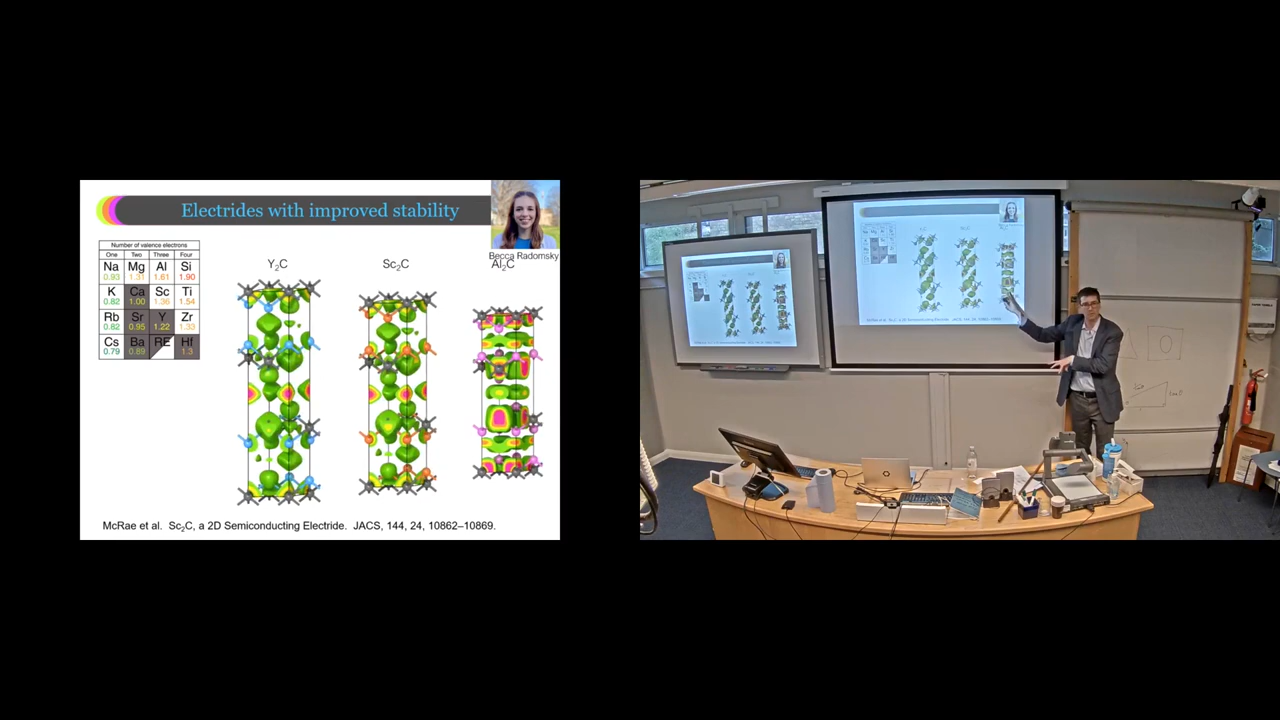 Electrides with improved stability
Becca Radomsky
Number of valence electrons
One Two Three Four
Na Mg Al Si
0.93 1.31 1.61 1.90
K Ca Sc Ti
0.82 1.00 1.36 1.54
Rb Sr Y Zr
0.82 0.95 1.22 1.33
Cs Ba RE Hf
0.79 0.89 1.3
Y₂C Sc₂C Al₂C
McRae et al. Sc₂C, a 2D Semiconducting Electride. JACS, 144, 24, 10862–10869.